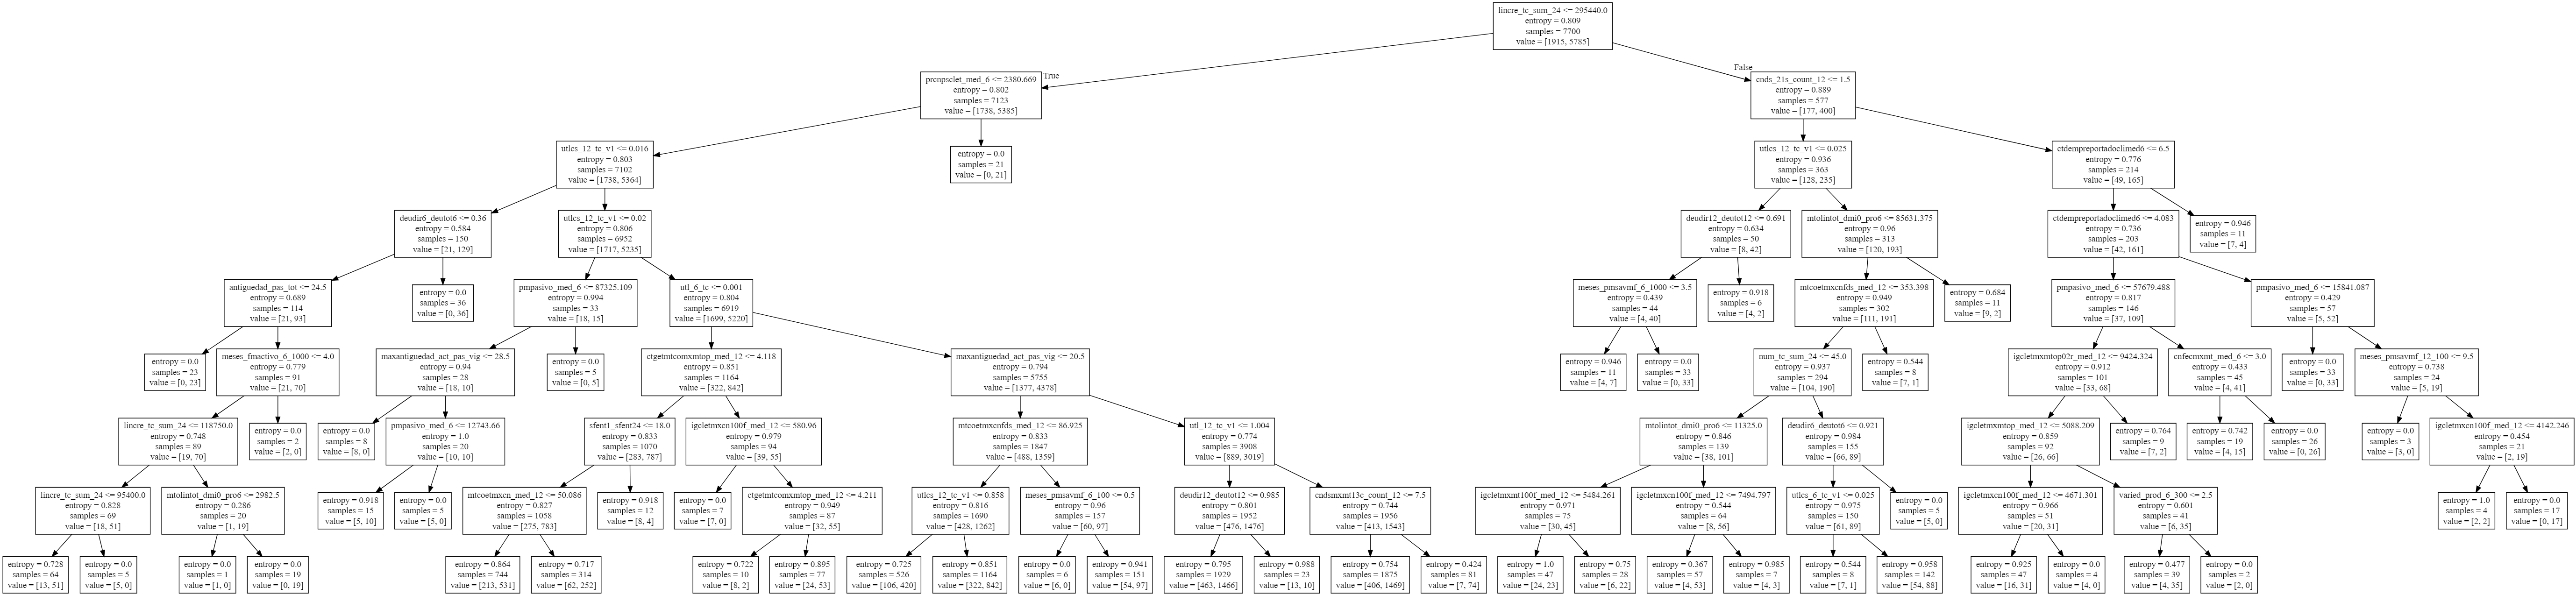 lincre_tc_sum_24 <= 295440.0
entropy = 0.809
samples = 7700
value = [1915, 5785]
True
False
prcnpsclet_med_6 <= 2380.669
entropy = 0.802
samples = 7123
value = [1738, 5385]
cnds_21s_count_12 <= 1.5
entropy = 0.889
samples = 577
value = [177, 400]
utlcs_12_tc_v1 <= 0.016
entropy = 0.803
samples = 7102
value = [1738, 5364]
entropy = 0.0
samples = 21
value = [0, 21]
utlcs_12_tc_v1 <= 0.025
entropy = 0.936
samples = 363
value = [128, 235]
ctdempreportadoclimed6 <= 6.5
entropy = 0.776
samples = 214
value = [49, 165]
deudir6_deutot6 <= 0.36
entropy = 0.584
samples = 150
value = [21, 129]
utlcs_12_tc_v1 <= 0.02
entropy = 0.806
samples = 6952
value = [1717, 5235]
deudir12_deutot12 <= 0.691
entropy = 0.634
samples = 50
value = [8, 42]
mtolintot_dmi0_pro6 <= 85631.375
entropy = 0.96
samples = 313
value = [120, 193]
ctdempreportadoclimed6 <= 4.083
entropy = 0.736
samples = 203
value = [42, 161]
entropy = 0.946
samples = 11
value = [7, 4]
antiguedad_pas_tot <= 24.5
entropy = 0.689
samples = 114
value = [21, 93]
entropy = 0.0
samples = 36
value = [0, 36]
pmpasivo_med_6 <= 87325.109
entropy = 0.994
samples = 33
value = [18, 15]
utl_6_tc <= 0.001
entropy = 0.804
samples = 6919
value = [1699, 5220]
meses_pmsavmf_6_1000 <= 3.5
entropy = 0.439
samples = 44
value = [4, 40]
entropy = 0.918
samples = 6
value = [4, 2]
mtcoetmxcnfds_med_12 <= 353.398
entropy = 0.949
samples = 302
value = [111, 191]
entropy = 0.684
samples = 11
value = [9, 2]
pmpasivo_med_6 <= 57679.488
entropy = 0.817
samples = 146
value = [37, 109]
pmpasivo_med_6 <= 15841.087
entropy = 0.429
samples = 57
value = [5, 52]
entropy = 0.0
samples = 23
value = [0, 23]
meses_fmactivo_6_1000 <= 4.0
entropy = 0.779
samples = 91
value = [21, 70]
maxantiguedad_act_pas_vig <= 28.5
entropy = 0.94
samples = 28
value = [18, 10]
entropy = 0.0
samples = 5
value = [0, 5]
ctgetmtcomxmtop_med_12 <= 4.118
entropy = 0.851
samples = 1164
value = [322, 842]
maxantiguedad_act_pas_vig <= 20.5
entropy = 0.794
samples = 5755
value = [1377, 4378]
entropy = 0.946
samples = 11
value = [4, 7]
entropy = 0.0
samples = 33
value = [0, 33]
num_tc_sum_24 <= 45.0
entropy = 0.937
samples = 294
value = [104, 190]
entropy = 0.544
samples = 8
value = [7, 1]
igcletmxmtop02r_med_12 <= 9424.324
entropy = 0.912
samples = 101
value = [33, 68]
cnfecmxmt_med_6 <= 3.0
entropy = 0.433
samples = 45
value = [4, 41]
entropy = 0.0
samples = 33
value = [0, 33]
meses_pmsavmf_12_100 <= 9.5
entropy = 0.738
samples = 24
value = [5, 19]
lincre_tc_sum_24 <= 118750.0
entropy = 0.748
samples = 89
value = [19, 70]
entropy = 0.0
samples = 2
value = [2, 0]
entropy = 0.0
samples = 8
value = [8, 0]
pmpasivo_med_6 <= 12743.66
entropy = 1.0
samples = 20
value = [10, 10]
sfent1_sfent24 <= 18.0
entropy = 0.833
samples = 1070
value = [283, 787]
igcletmxcn100f_med_12 <= 580.96
entropy = 0.979
samples = 94
value = [39, 55]
mtcoetmxcnfds_med_12 <= 86.925
entropy = 0.833
samples = 1847
value = [488, 1359]
utl_12_tc_v1 <= 1.004
entropy = 0.774
samples = 3908
value = [889, 3019]
mtolintot_dmi0_pro6 <= 11325.0
entropy = 0.846
samples = 139
value = [38, 101]
deudir6_deutot6 <= 0.921
entropy = 0.984
samples = 155
value = [66, 89]
igcletmxmtop_med_12 <= 5088.209
entropy = 0.859
samples = 92
value = [26, 66]
entropy = 0.764
samples = 9
value = [7, 2]
entropy = 0.742
samples = 19
value = [4, 15]
entropy = 0.0
samples = 26
value = [0, 26]
entropy = 0.0
samples = 3
value = [3, 0]
igcletmxcn100f_med_12 <= 4142.246
entropy = 0.454
samples = 21
value = [2, 19]
lincre_tc_sum_24 <= 95400.0
entropy = 0.828
samples = 69
value = [18, 51]
mtolintot_dmi0_pro6 <= 2982.5
entropy = 0.286
samples = 20
value = [1, 19]
entropy = 0.918
samples = 15
value = [5, 10]
entropy = 0.0
samples = 5
value = [5, 0]
mtcoetmxcn_med_12 <= 50.086
entropy = 0.827
samples = 1058
value = [275, 783]
entropy = 0.918
samples = 12
value = [8, 4]
entropy = 0.0
samples = 7
value = [7, 0]
ctgetmtcomxmtop_med_12 <= 4.211
entropy = 0.949
samples = 87
value = [32, 55]
utlcs_12_tc_v1 <= 0.858
entropy = 0.816
samples = 1690
value = [428, 1262]
meses_pmsavmf_6_100 <= 0.5
entropy = 0.96
samples = 157
value = [60, 97]
deudir12_deutot12 <= 0.985
entropy = 0.801
samples = 1952
value = [476, 1476]
cndsmxmt13c_count_12 <= 7.5
entropy = 0.744
samples = 1956
value = [413, 1543]
igcletmxmt100f_med_12 <= 5484.261
entropy = 0.971
samples = 75
value = [30, 45]
igcletmxcn100f_med_12 <= 7494.797
entropy = 0.544
samples = 64
value = [8, 56]
utlcs_6_tc_v1 <= 0.025
entropy = 0.975
samples = 150
value = [61, 89]
entropy = 0.0
samples = 5
value = [5, 0]
igcletmxcn100f_med_12 <= 4671.301
entropy = 0.966
samples = 51
value = [20, 31]
varied_prod_6_300 <= 2.5
entropy = 0.601
samples = 41
value = [6, 35]
entropy = 1.0
samples = 4
value = [2, 2]
entropy = 0.0
samples = 17
value = [0, 17]
entropy = 0.728
samples = 64
value = [13, 51]
entropy = 0.0
samples = 5
value = [5, 0]
entropy = 0.0
samples = 1
value = [1, 0]
entropy = 0.0
samples = 19
value = [0, 19]
entropy = 0.864
samples = 744
value = [213, 531]
entropy = 0.717
samples = 314
value = [62, 252]
entropy = 0.722
samples = 10
value = [8, 2]
entropy = 0.895
samples = 77
value = [24, 53]
entropy = 0.725
samples = 526
value = [106, 420]
entropy = 0.851
samples = 1164
value = [322, 842]
entropy = 0.0
samples = 6
value = [6, 0]
entropy = 0.941
samples = 151
value = [54, 97]
entropy = 0.795
samples = 1929
value = [463, 1466]
entropy = 0.988
samples = 23
value = [13, 10]
entropy = 0.754
samples = 1875
value = [406, 1469]
entropy = 0.424
samples = 81
value = [7, 74]
entropy = 1.0
samples = 47
value = [24, 23]
entropy = 0.75
samples = 28
value = [6, 22]
entropy = 0.367
samples = 57
value = [4, 53]
entropy = 0.985
samples = 7
value = [4, 3]
entropy = 0.544
samples = 8
value = [7, 1]
entropy = 0.958
samples = 142
value = [54, 88]
entropy = 0.925
samples = 47
value = [16, 31]
entropy = 0.0
samples = 4
value = [4, 0]
entropy = 0.477
samples = 39
value = [4, 35]
entropy = 0.0
samples = 2
value = [2, 0]